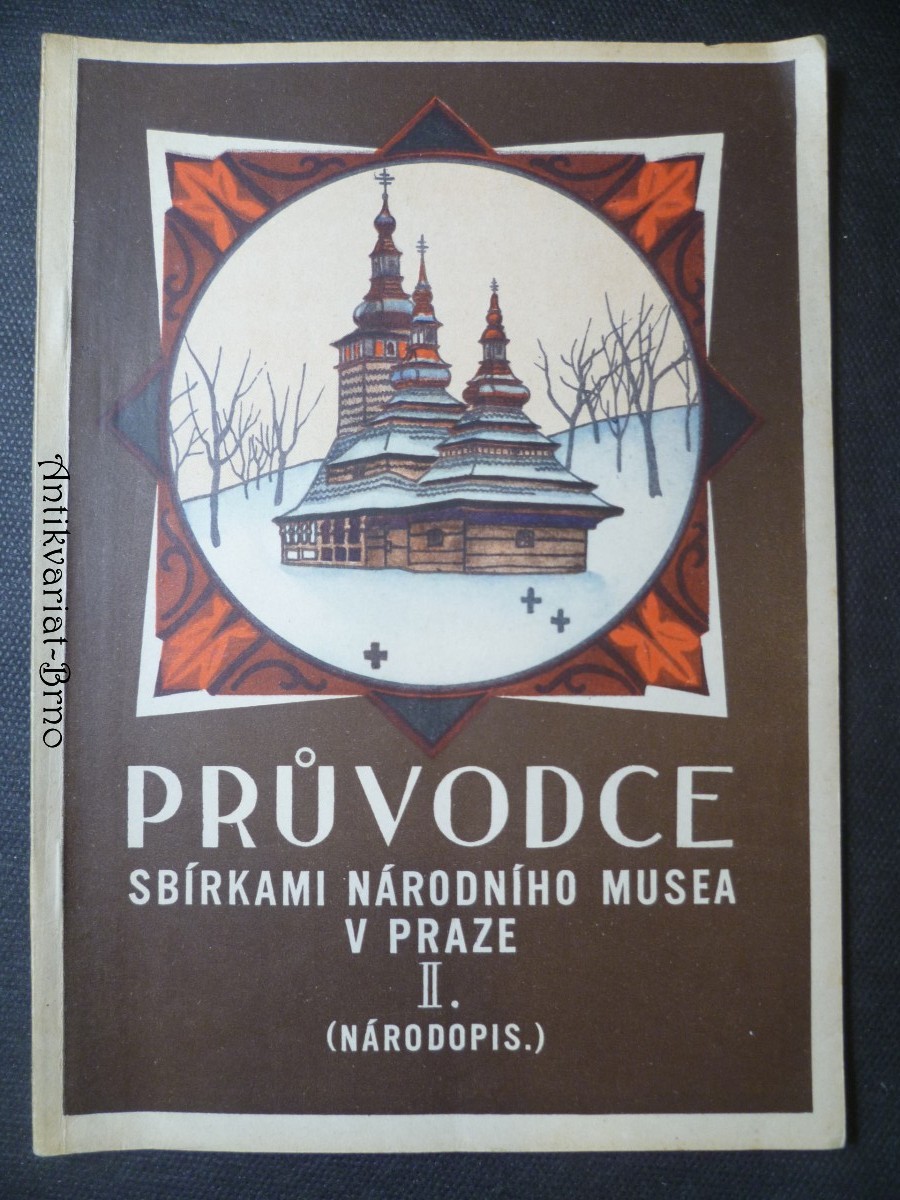 PRŮVODCE
SBÍRKAMI NÁRODNÍHO MUSEA
V PRAZE
II.
(NÁRODOPIS.)
Antikvariat-Brno